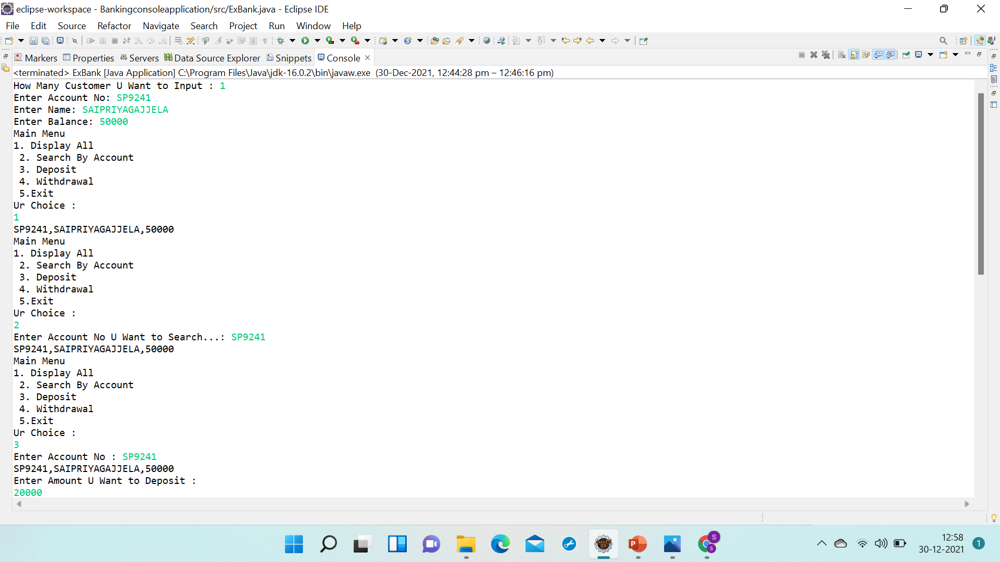 eclipse-workspace - Bankingconsoleapplication/src/ExBank.java - Eclipse IDE
File Edit Source Refactor Navigate Search Project Run Window Help
Markers Properties Servers Data Source Explorer Snippets Console
<terminated> ExBank [Java Application] C:\Program Files\Java\jdk-16.0.2\bin\javaw.exe (30-Dec-2021, 12:44:28 pm – 12:46:16 pm)
How Many Customer U Want to Input : 1
Enter Account No: SP9241
Enter Name: SAIPRIYAGAJJELA
Enter Balance: 50000
Main Menu
1. Display All
 2. Search By Account
 3. Deposit
 4. Withdrawal
 5.Exit
Ur Choice :
1
SP9241,SAIPRIYAGAJJELA,50000
Main Menu
1. Display All
 2. Search By Account
 3. Deposit
 4. Withdrawal
 5.Exit
Ur Choice :
2
Enter Account No U Want to Search...: SP9241
SP9241,SAIPRIYAGAJJELA,50000
Main Menu
1. Display All
 2. Search By Account
 3. Deposit
 4. Withdrawal
 5.Exit
Ur Choice :
3
Enter Account No : SP9241
SP9241,SAIPRIYAGAJJELA,50000
Enter Amount U Want to Deposit :
20000
Java EE
IDE
P
S
S
12:58
30-12-2021
1